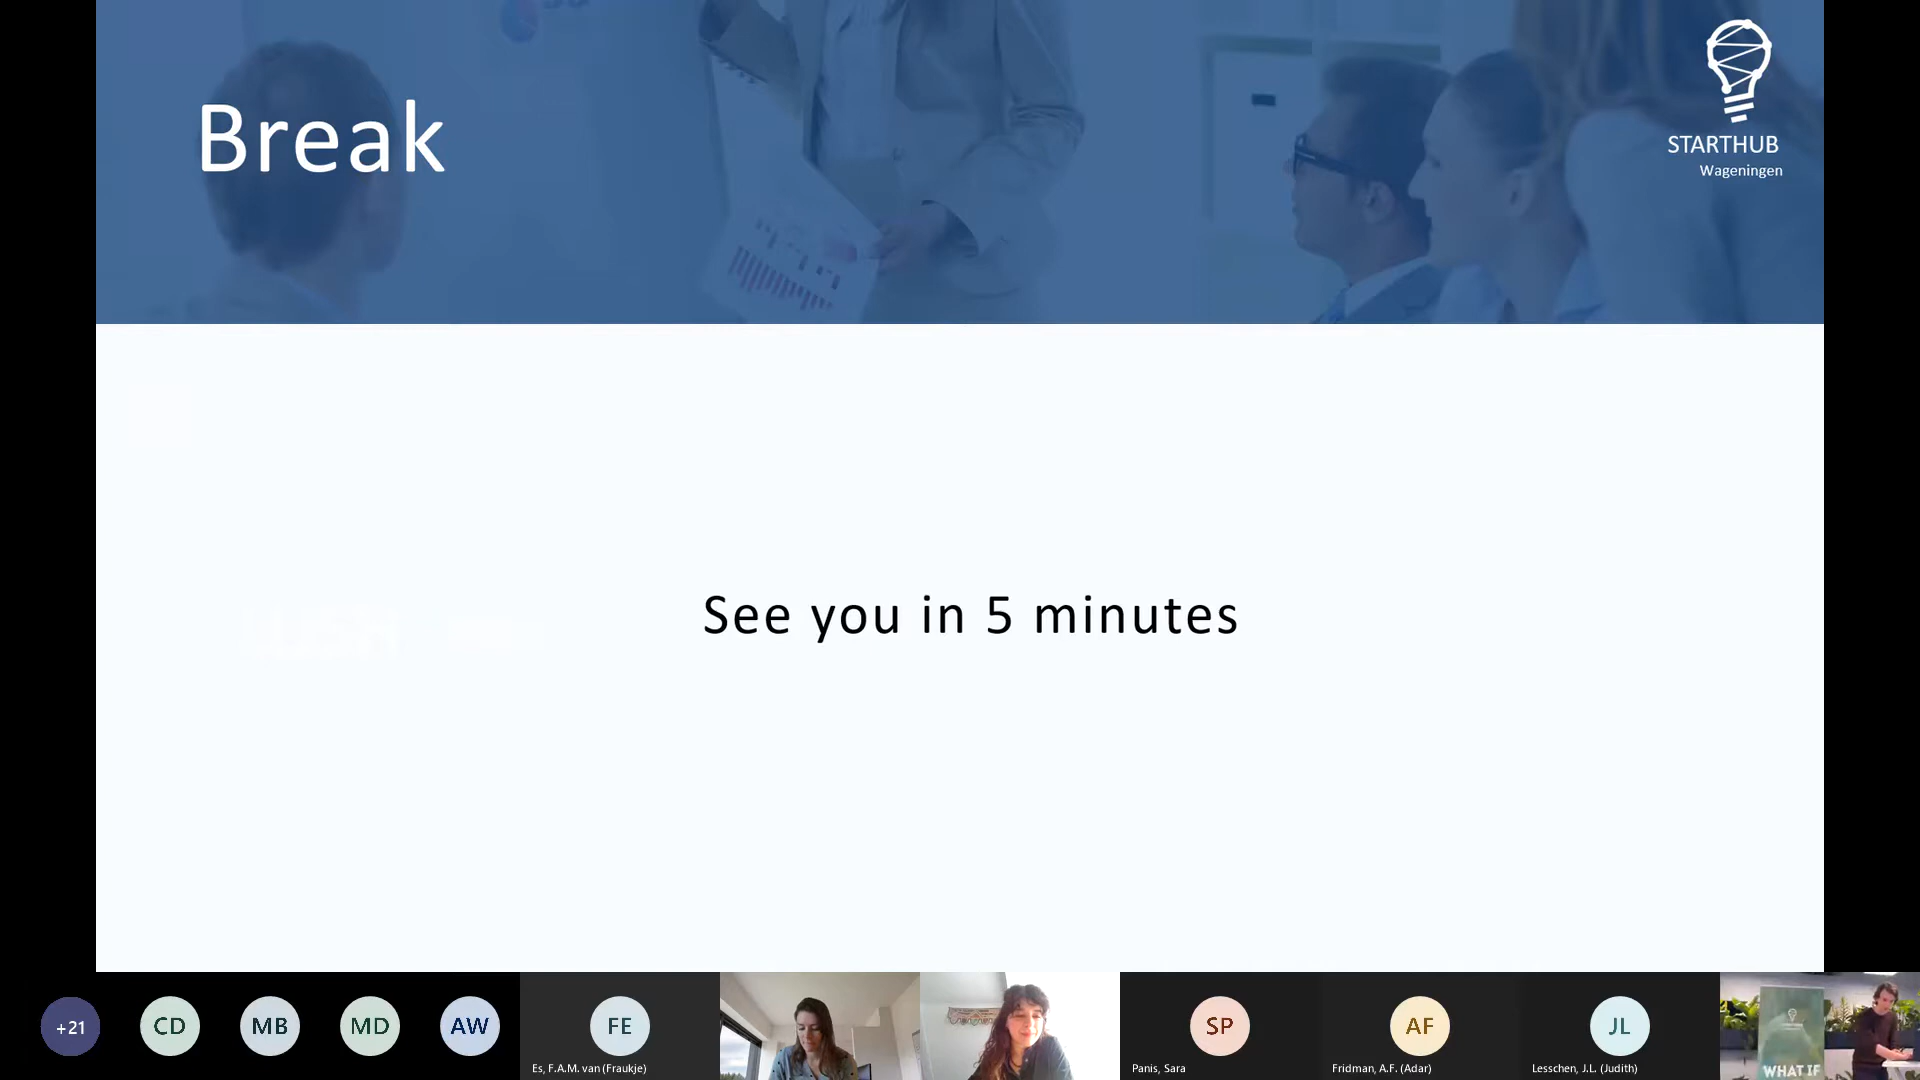 Break
STARTHUB
Wageningen
See you in 5 minutes
+21
CD
MB
MD
AW
FE
Es, F.A.M. van (Fraukje)
SP
Panis, Sara
AF
Fridman, A.F. (Adar)
JL
Lesschen, J.L. (Judith)
WHAT IF